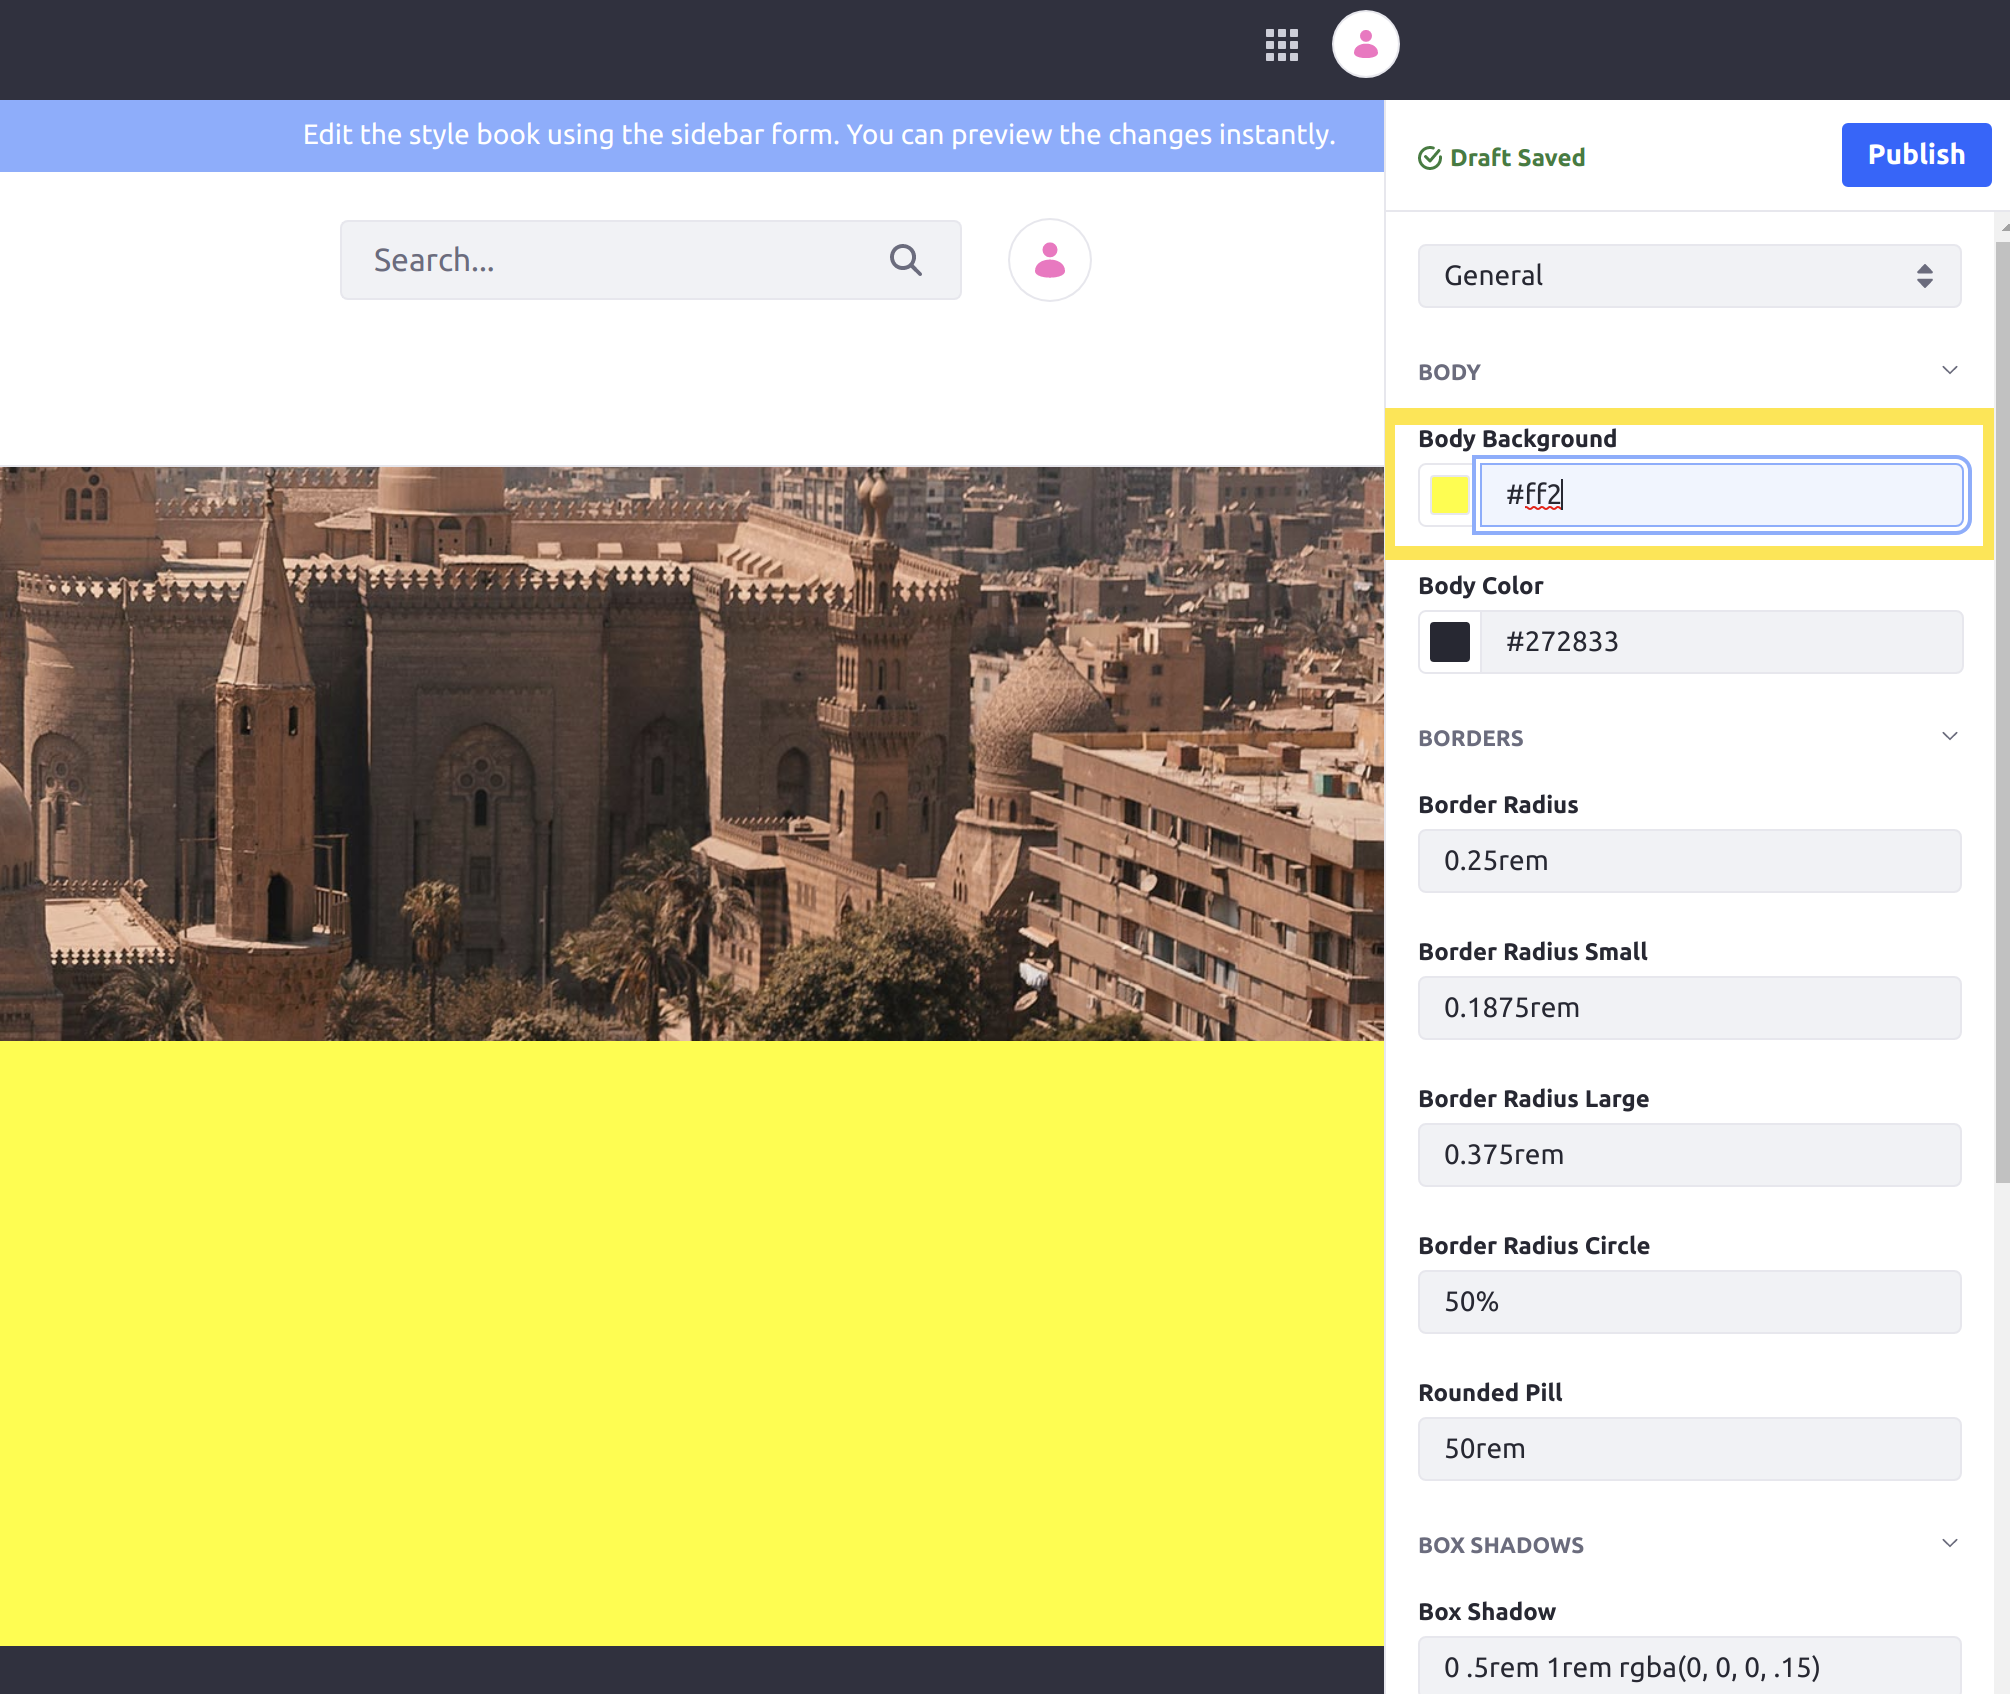 Edit the style book using the sidebar form. You can preview the changes instantly.
Draft Saved
Publish
Search...
General
BODY
Body Background
#ff2
Body Color
#272833
BORDERS
Border Radius
0.25rem
Border Radius Small
0.1875rem
Border Radius Large
0.375rem
Border Radius Circle
50%
Rounded Pill
50rem
BOX SHADOWS
Box Shadow
0 .5rem 1rem rgba(0, 0, 0, .15)